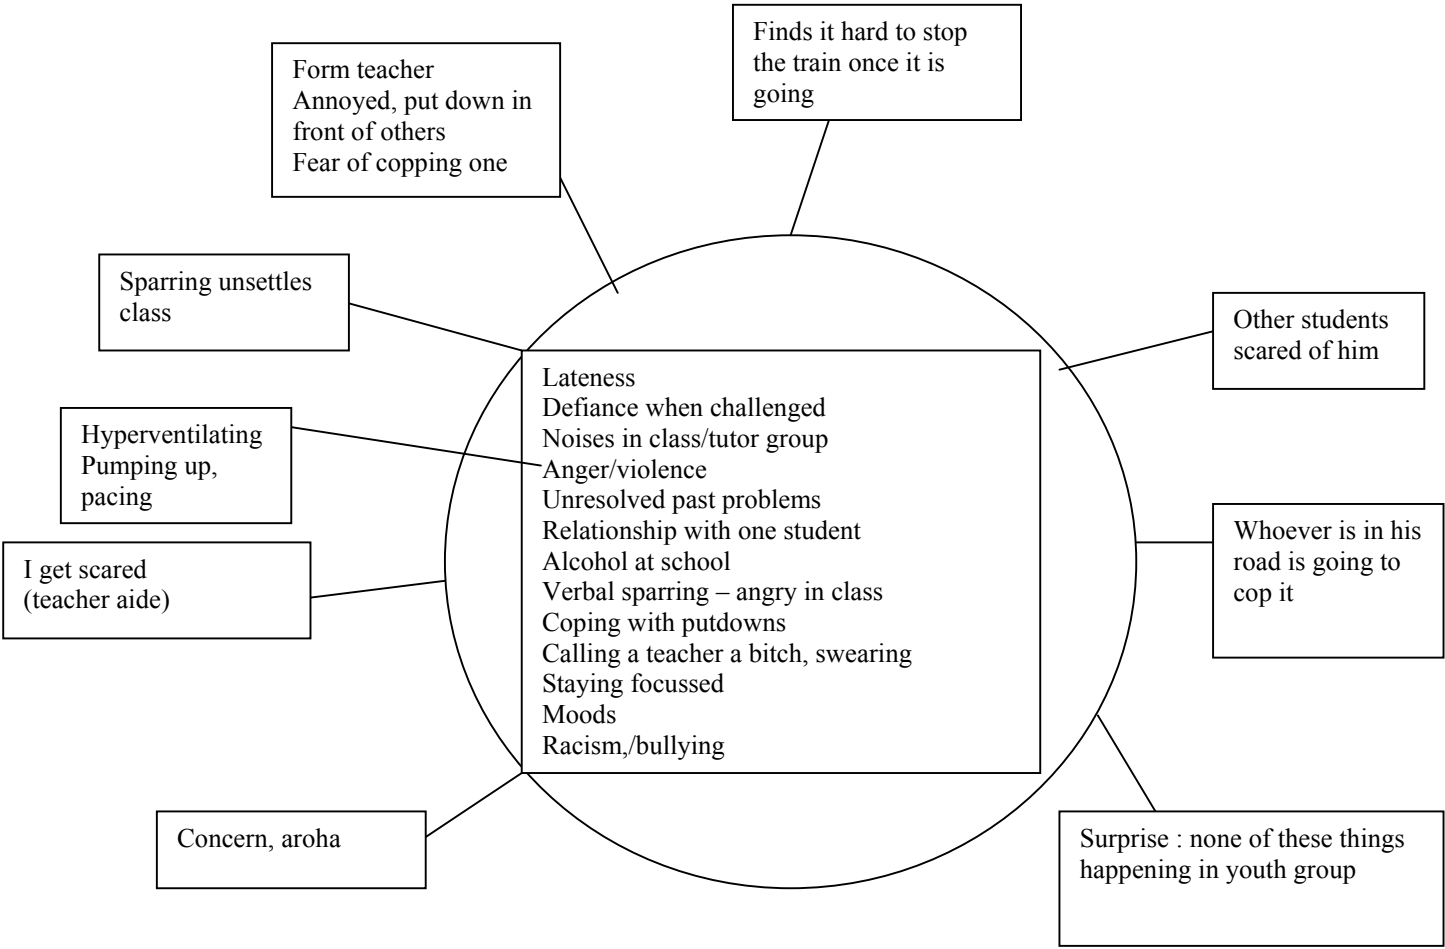 Finds it hard to stop
the train once it is
going
Form teacher
Annoyed, put down in
front of others
Fear of copping one
Sparring unsettles
class
Other students
scared of him
Lateness
Defiance when challenged
Noises in class/tutor group
Anger/violence
Unresolved past problems
Relationship with one student
Alcohol at school
Verbal sparring – angry in class
Coping with putdowns
Calling a teacher a bitch, swearing
Staying focussed
Moods
Racism,/bullying
Hyperventilating
Pumping up,
pacing
Whoever is in his
road is going to
cop it
I get scared
(teacher aide)
Concern, aroha
Surprise : none of these things
happening in youth group